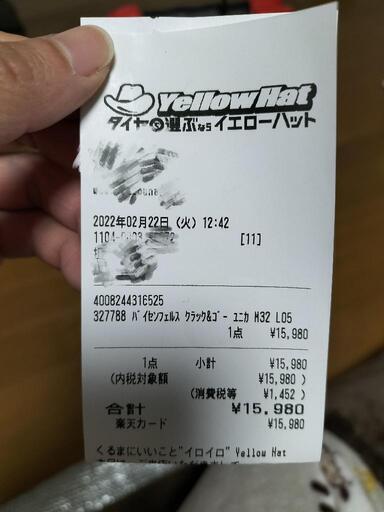 Yellow Hat
タイヤを選ぶならイエローハット
2022年02月22日（火）12:42
[11]
4008244316525
327788 バイセンフェルス クラック&ゴー ユニカ M32 L05
1点 ¥15,980
1点 小計 ¥15,980
(内税対象額 ¥15,980)
(消費税等 ¥1,452)
合計 ¥15,980
楽天カード ¥15,980
くるまにいいこと"イロイロ" Yellow Hat